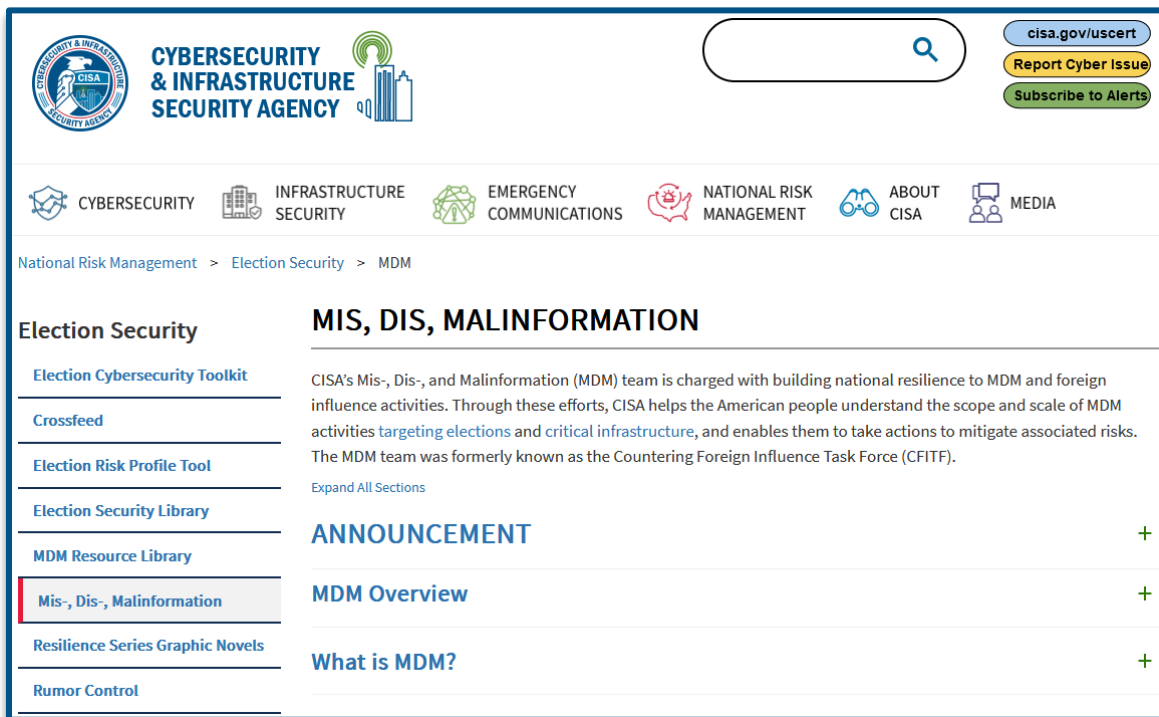 CYBERSECURITY & INFRASTRUCTURE SECURITY AGENCY
CISA
CYBERSECURITY
& INFRASTRUCTURE
SECURITY AGENCY
cisa.gov/uscert
Report Cyber Issue
Subscribe to Alerts
CYBERSECURITY
INFRASTRUCTURE
SECURITY
EMERGENCY
COMMUNICATIONS
NATIONAL RISK
MANAGEMENT
ABOUT
CISA
MEDIA
National Risk Management > Election Security > MDM
Election Security
Election Cybersecurity Toolkit
Crossfeed
Election Risk Profile Tool
Election Security Library
MDM Resource Library
Mis-, Dis-, Malinformation
Resilience Series Graphic Novels
Rumor Control
MIS, DIS, MALINFORMATION
CISA's Mis-, Dis-, and Malinformation (MDM) team is charged with building national resilience to MDM and foreign
influence activities. Through these efforts, CISA helps the American people understand the scope and scale of MDM
activities targeting elections and critical infrastructure, and enables them to take actions to mitigate associated risks.
The MDM team was formerly known as the Countering Foreign Influence Task Force (CFITF).
Expand All Sections
ANNOUNCEMENT +
MDM Overview +
What is MDM? +